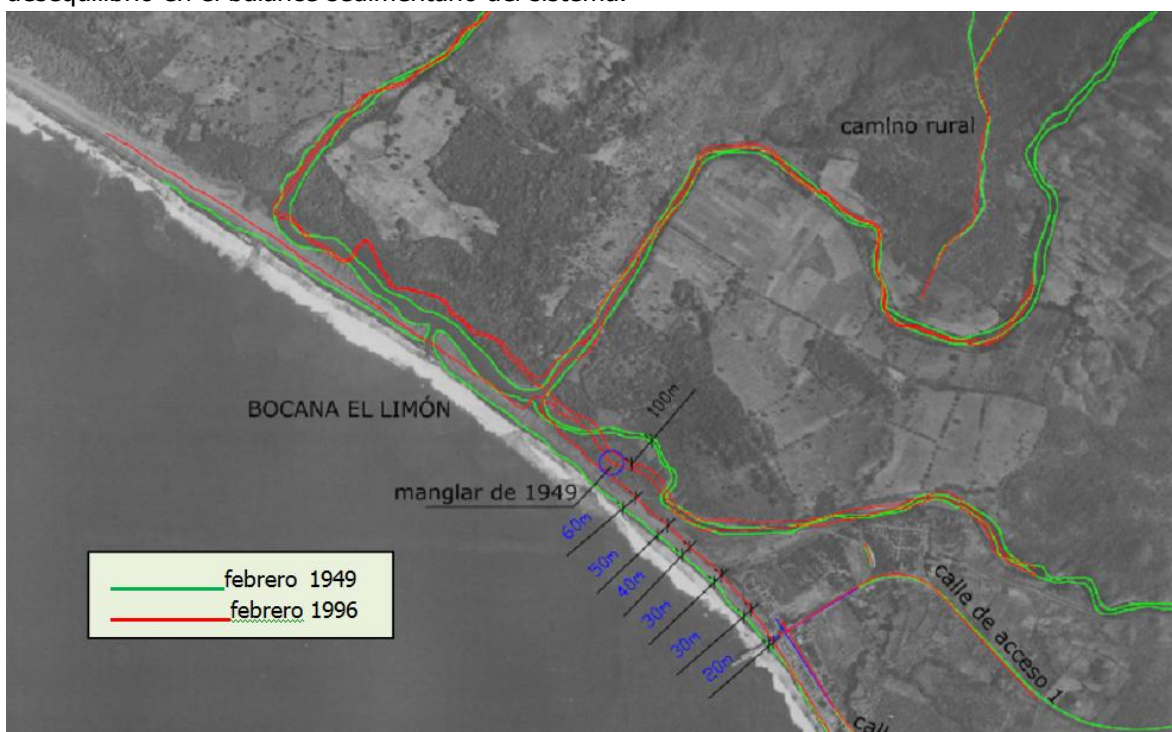 desequilibrio en el balance sedimentario del sistema.
camino rural
BOCANA EL LIMÓN
100m
manglar de 1949
60m
50m
40m
30m
30m
20m
febrero 1949
febrero 1996
calle de acceso 1